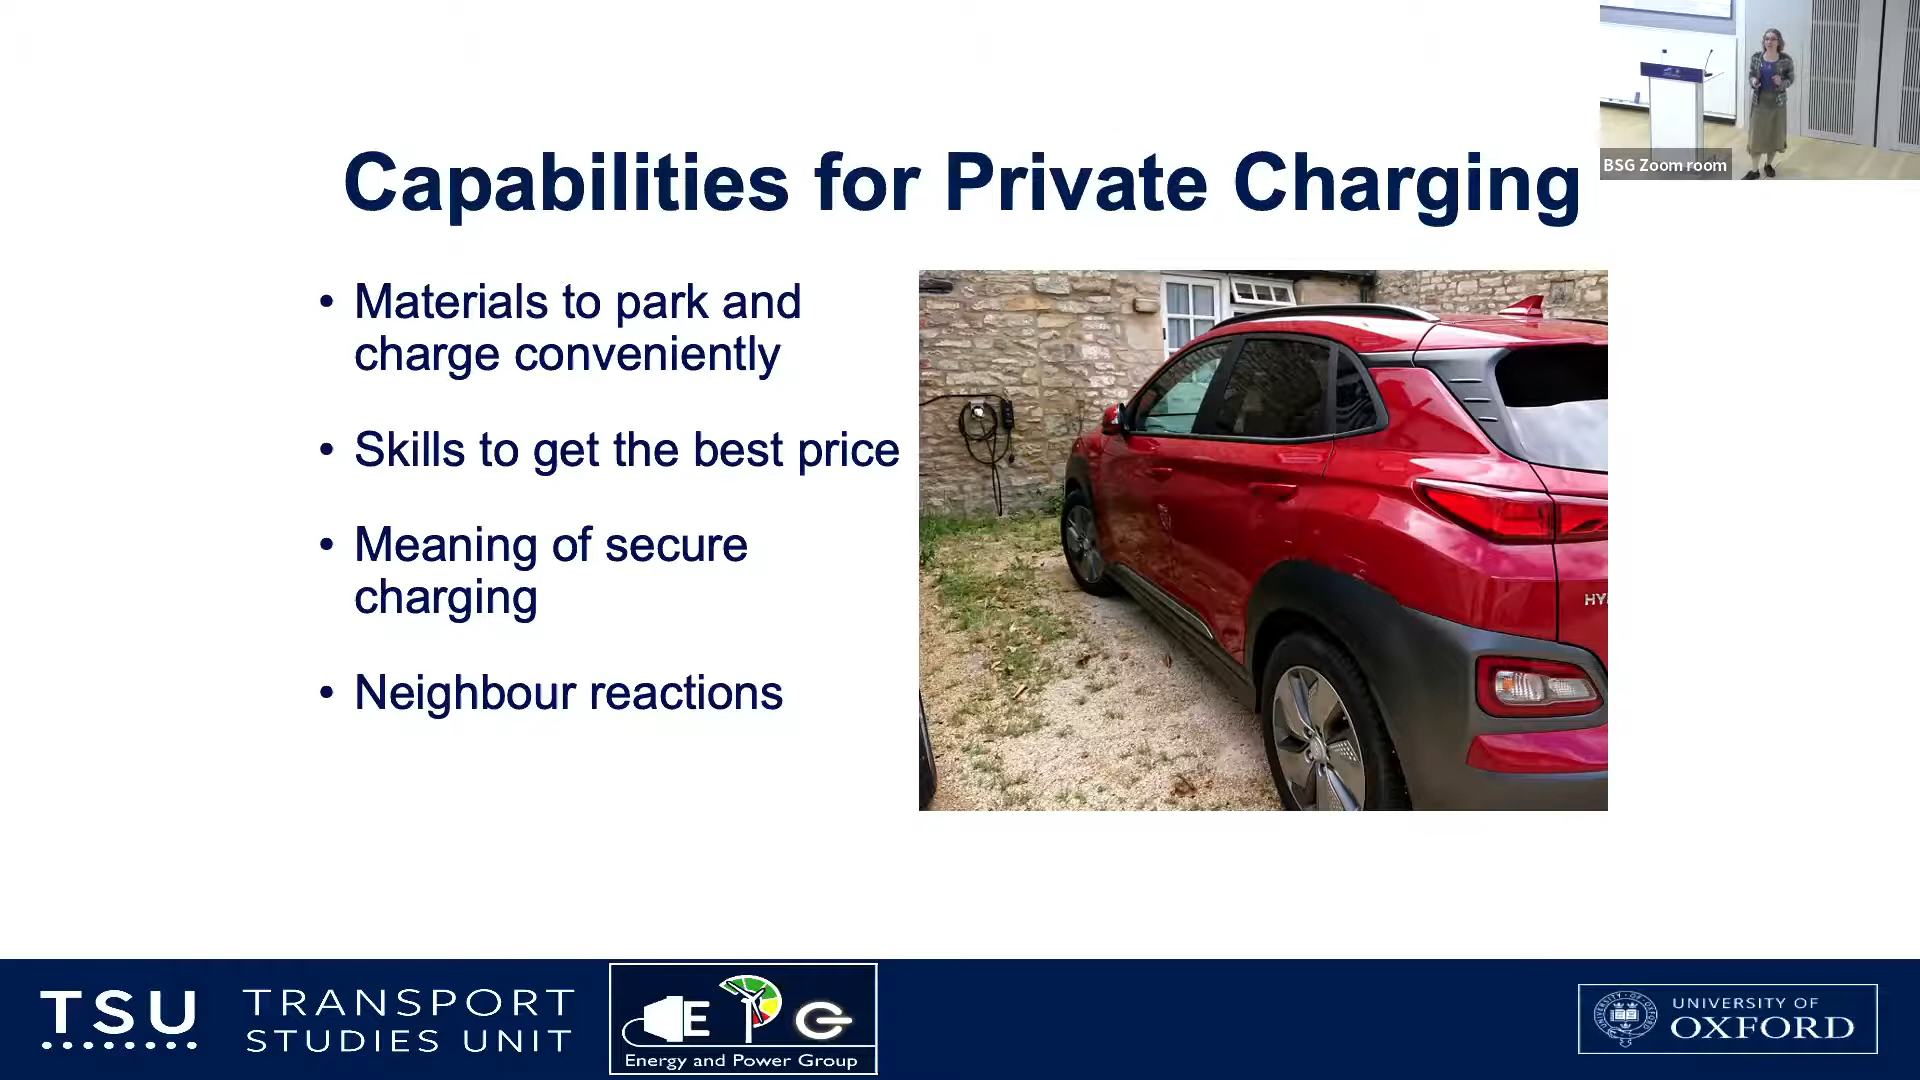 BSG Zoom room
Capabilities for Private Charging
• Materials to park and
charge conveniently
• Skills to get the best price
• Meaning of secure
charging
• Neighbour reactions
HY
TSU
TRANSPORT
STUDIES UNIT
E P G
Energy and Power Group
UNIVERSITY OF
OXFORD